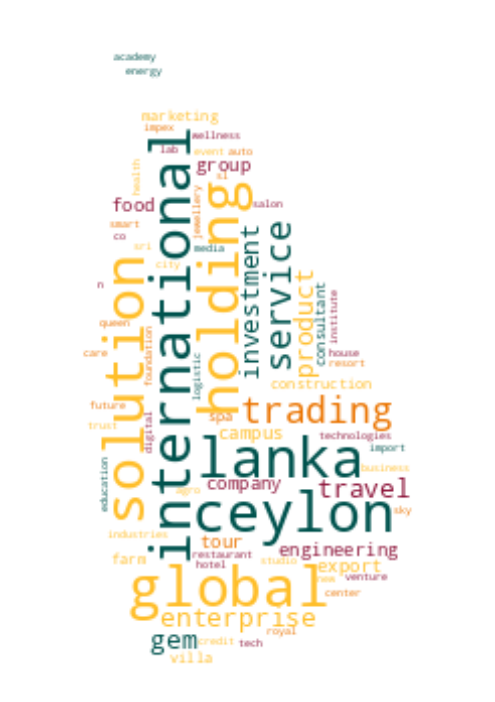 academy
energy
marketing
impex
wellness
lab
event
auto
group
health
sl
food
jewellery
salon
smart
co
sri
media
city
international
holding
investment
service
solution
product
consultant
institute
n
queen
foundation
logistic
house
care
resort
construction
future
trust
digital
spa
trading
campus
technologies
lanka
import
business
education
company
agro
travel
ceylon
sky
industries
tour
engineering
restaurant
farm
hotel
studio
export
new
venture
global
center
enterprise
royal
gem
credit
tech
villa